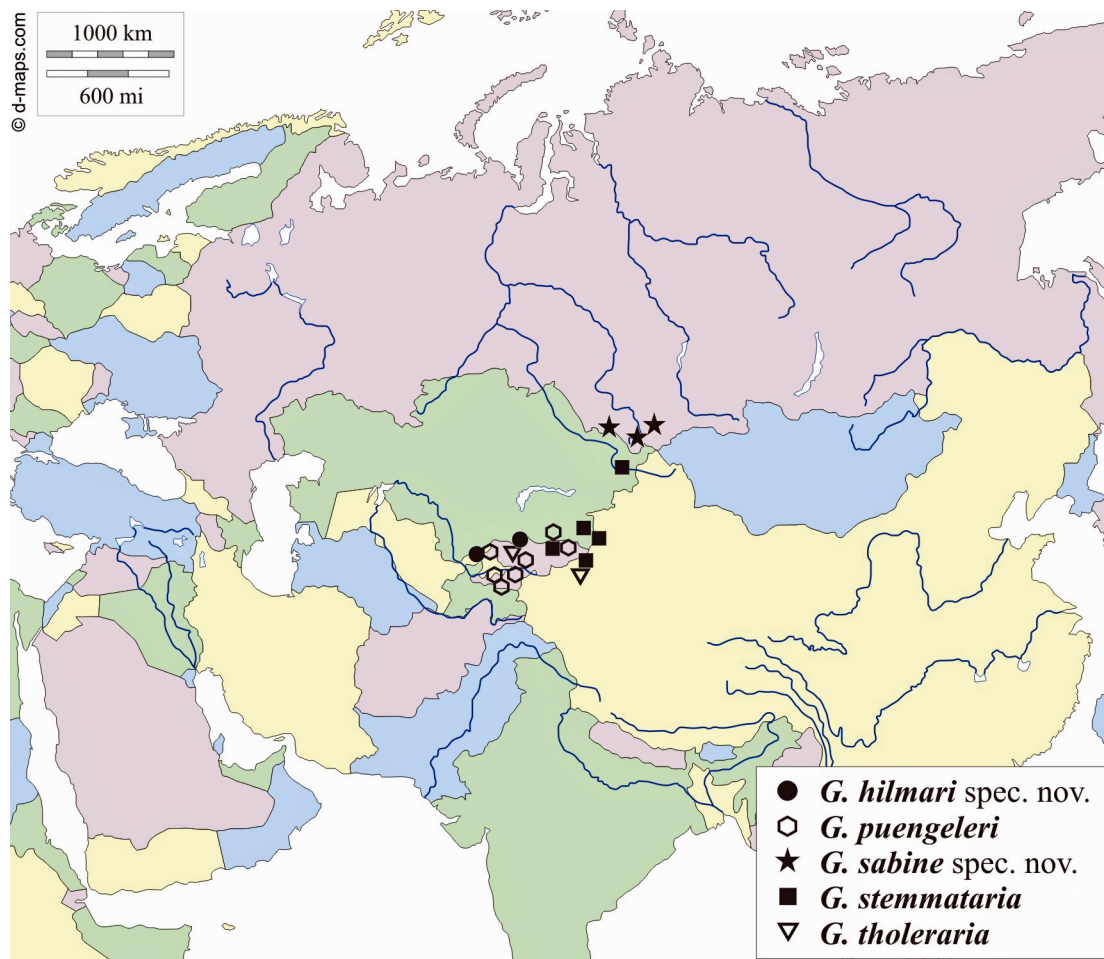 © d-maps.com
1000 km
600 mi
G. hilmari spec. nov.
G. puengeleri
G. sabine spec. nov.
G. stemmataria
G. tholeraria